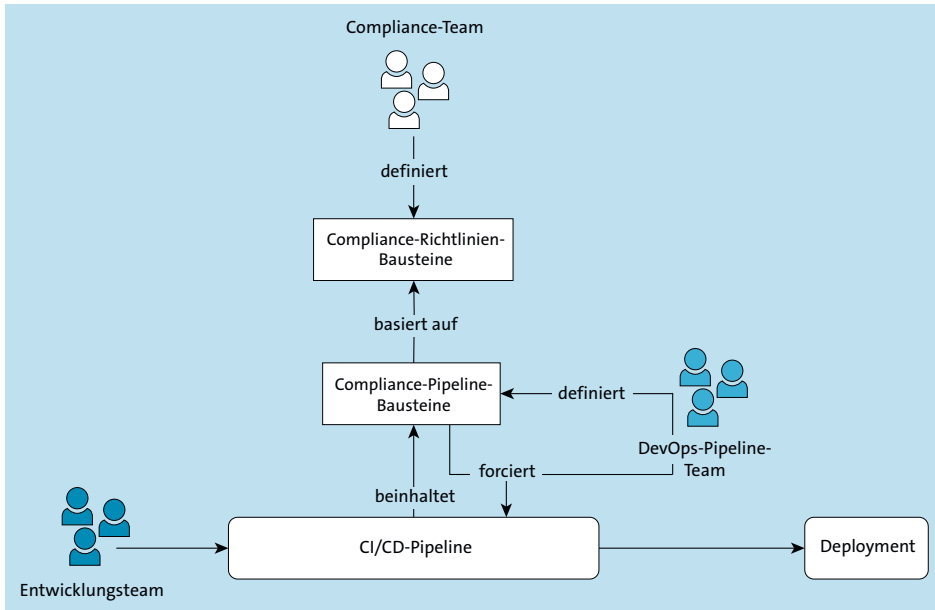 Compliance-Team
definiert
Compliance-Richtlinien-
Bausteine
basiert auf
Compliance-Pipeline-
Bausteine
definiert
DevOps-Pipeline-
Team
forciert
beinhaltet
CI/CD-Pipeline
Deployment
Entwicklungsteam